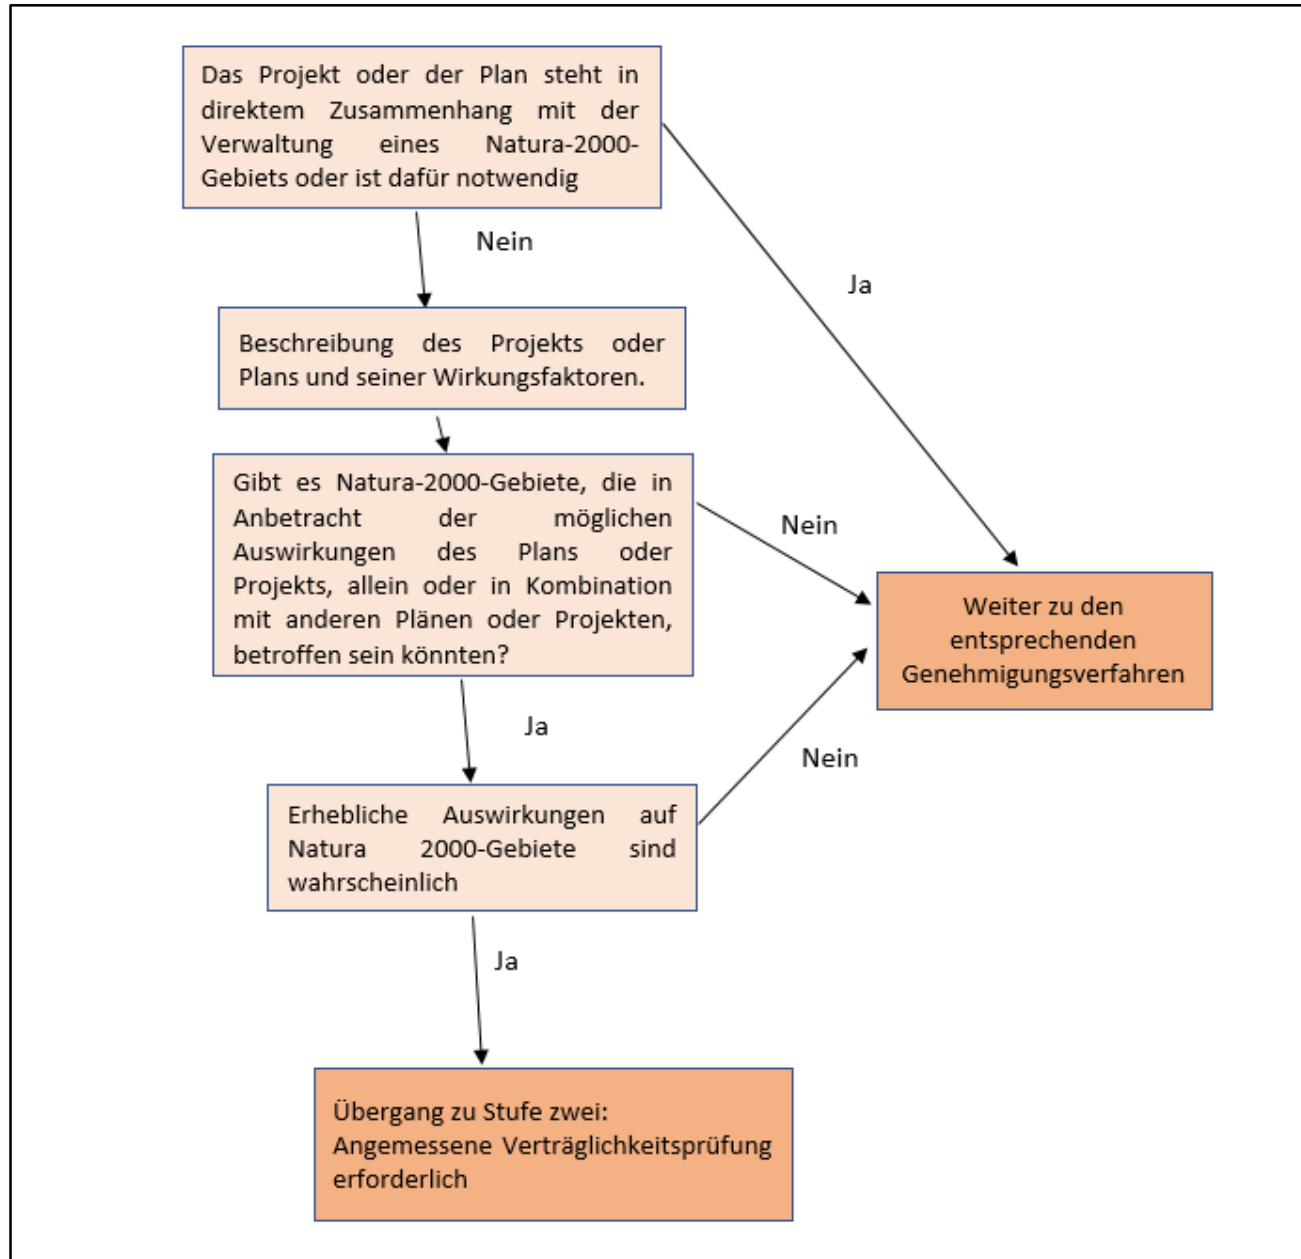 Das Projekt oder der Plan steht in
direktem Zusammenhang mit der
Verwaltung eines Natura-2000-
Gebiets oder ist dafür notwendig
Nein
Ja
Beschreibung des Projekts oder
Plans und seiner Wirkungsfaktoren.
Gibt es Natura-2000-Gebiete, die in
Anbetracht der möglichen
Auswirkungen des Plans oder
Projekts, allein oder in Kombination
mit anderen Plänen oder Projekten,
betroffen sein könnten?
Nein
Weiter zu den
entsprechenden
Genehmigungsverfahren
Ja
Nein
Erhebliche Auswirkungen auf
Natura 2000-Gebiete sind
wahrscheinlich
Ja
Übergang zu Stufe zwei:
Angemessene Verträglichkeitsprüfung
erforderlich